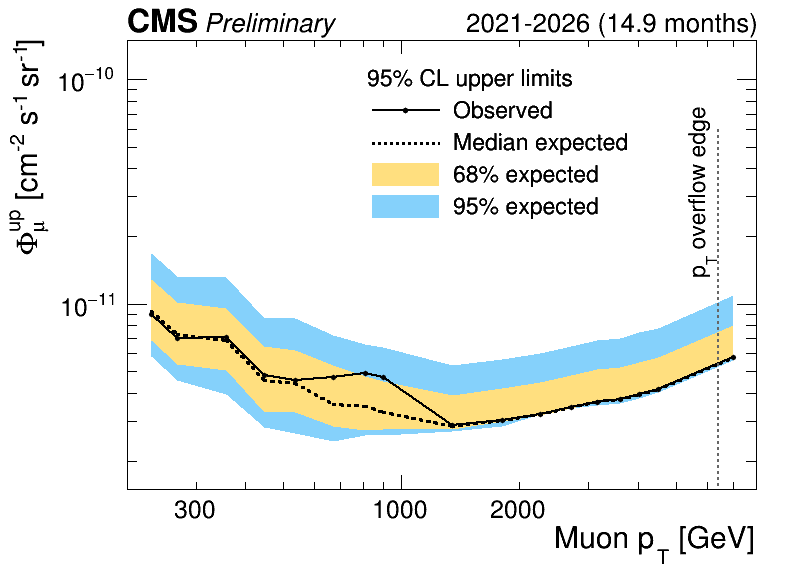 CMS Preliminary 2021-2026 (14.9 months)
Φ_μ^up [cm^-2 s^-1 sr^-1]
10^−10
10^−11
95% CL upper limits
Observed
Median expected
68% expected
95% expected
p_T overflow edge
300 1000 2000
Muon p_T [GeV]